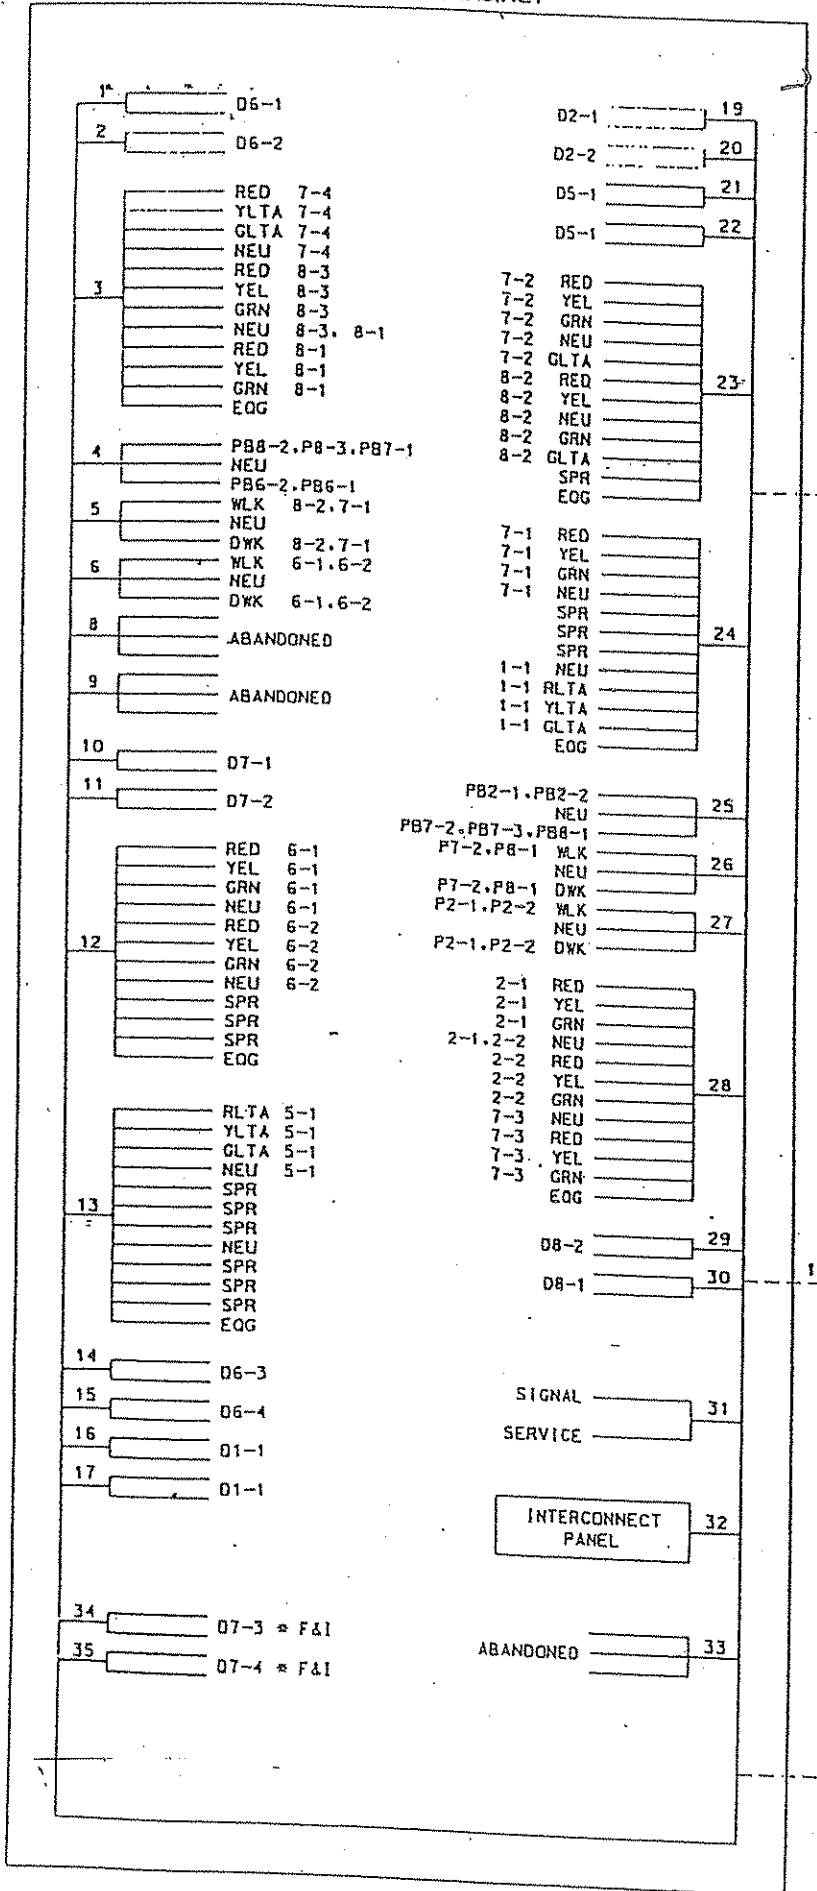 1
D6-1
2
D6-2
3
RED 7-4
YLTA 7-4
GLTA 7-4
NEU 7-4
RED 8-3
YEL 8-3
GRN 8-3
NEU 8-3, 8-1
RED 8-1
YEL 8-1
GRN 8-1
EQG
4
PB8-2.P8-3.PB7-1
NEU
PB6-2.PB6-1
5
WLK 8-2.7-1
NEU
DWK 8-2.7-1
6
WLK 6-1.6-2
NEU
DWK 6-1.6-2
8
ABANDONED
9
ABANDONED
10
D7-1
11
D7-2
12
RED 6-1
YEL 6-1
GRN 6-1
NEU 6-1
RED 6-2
YEL 6-2
GRN 6-2
NEU 6-2
SPR
SPR
SPR
EQG
13
RLTA 5-1
YLTA 5-1
GLTA 5-1
NEU 5-1
SPR
SPR
SPR
NEU
SPR
SPR
SPR
EQG
14
D6-3
15
D6-4
16
D1-1
17
D1-1
34
D7-3 * F&I
35
D7-4 * F&I
D2-1
19
D2-2
20
D5-1
21
D5-1
22
7-2 RED
7-2 YEL
7-2 GRN
7-2 NEU
7-2 GLTA
8-2 RED
8-2 YEL
8-2 NEU
8-2 GRN
8-2 GLTA
SPR
EQG
23
7-1 RED
7-1 YEL
7-1 GRN
7-1 NEU
SPR
SPR
SPR
1-1 NEU
1-1 RLTA
1-1 YLTA
1-1 GLTA
EQG
24
PB2-1.PB2-2
NEU
PB7-2.PB7-3.PB8-1
25
P7-2.P8-1 WLK
NEU
P7-2.P8-1 DWK
26
P2-1.P2-2 WLK
NEU
P2-1.P2-2 DWK
27
2-1 RED
2-1 YEL
2-1 GRN
2-1.2-2 NEU
2-2 RED
2-2 YEL
2-2 GRN
7-3 NEU
7-3 RED
7-3 YEL
7-3 GRN
EQG
28
D8-2
29
D8-1
30
SIGNAL
SERVICE
31
INTERCONNECT
PANEL
32
ABANDONED
33